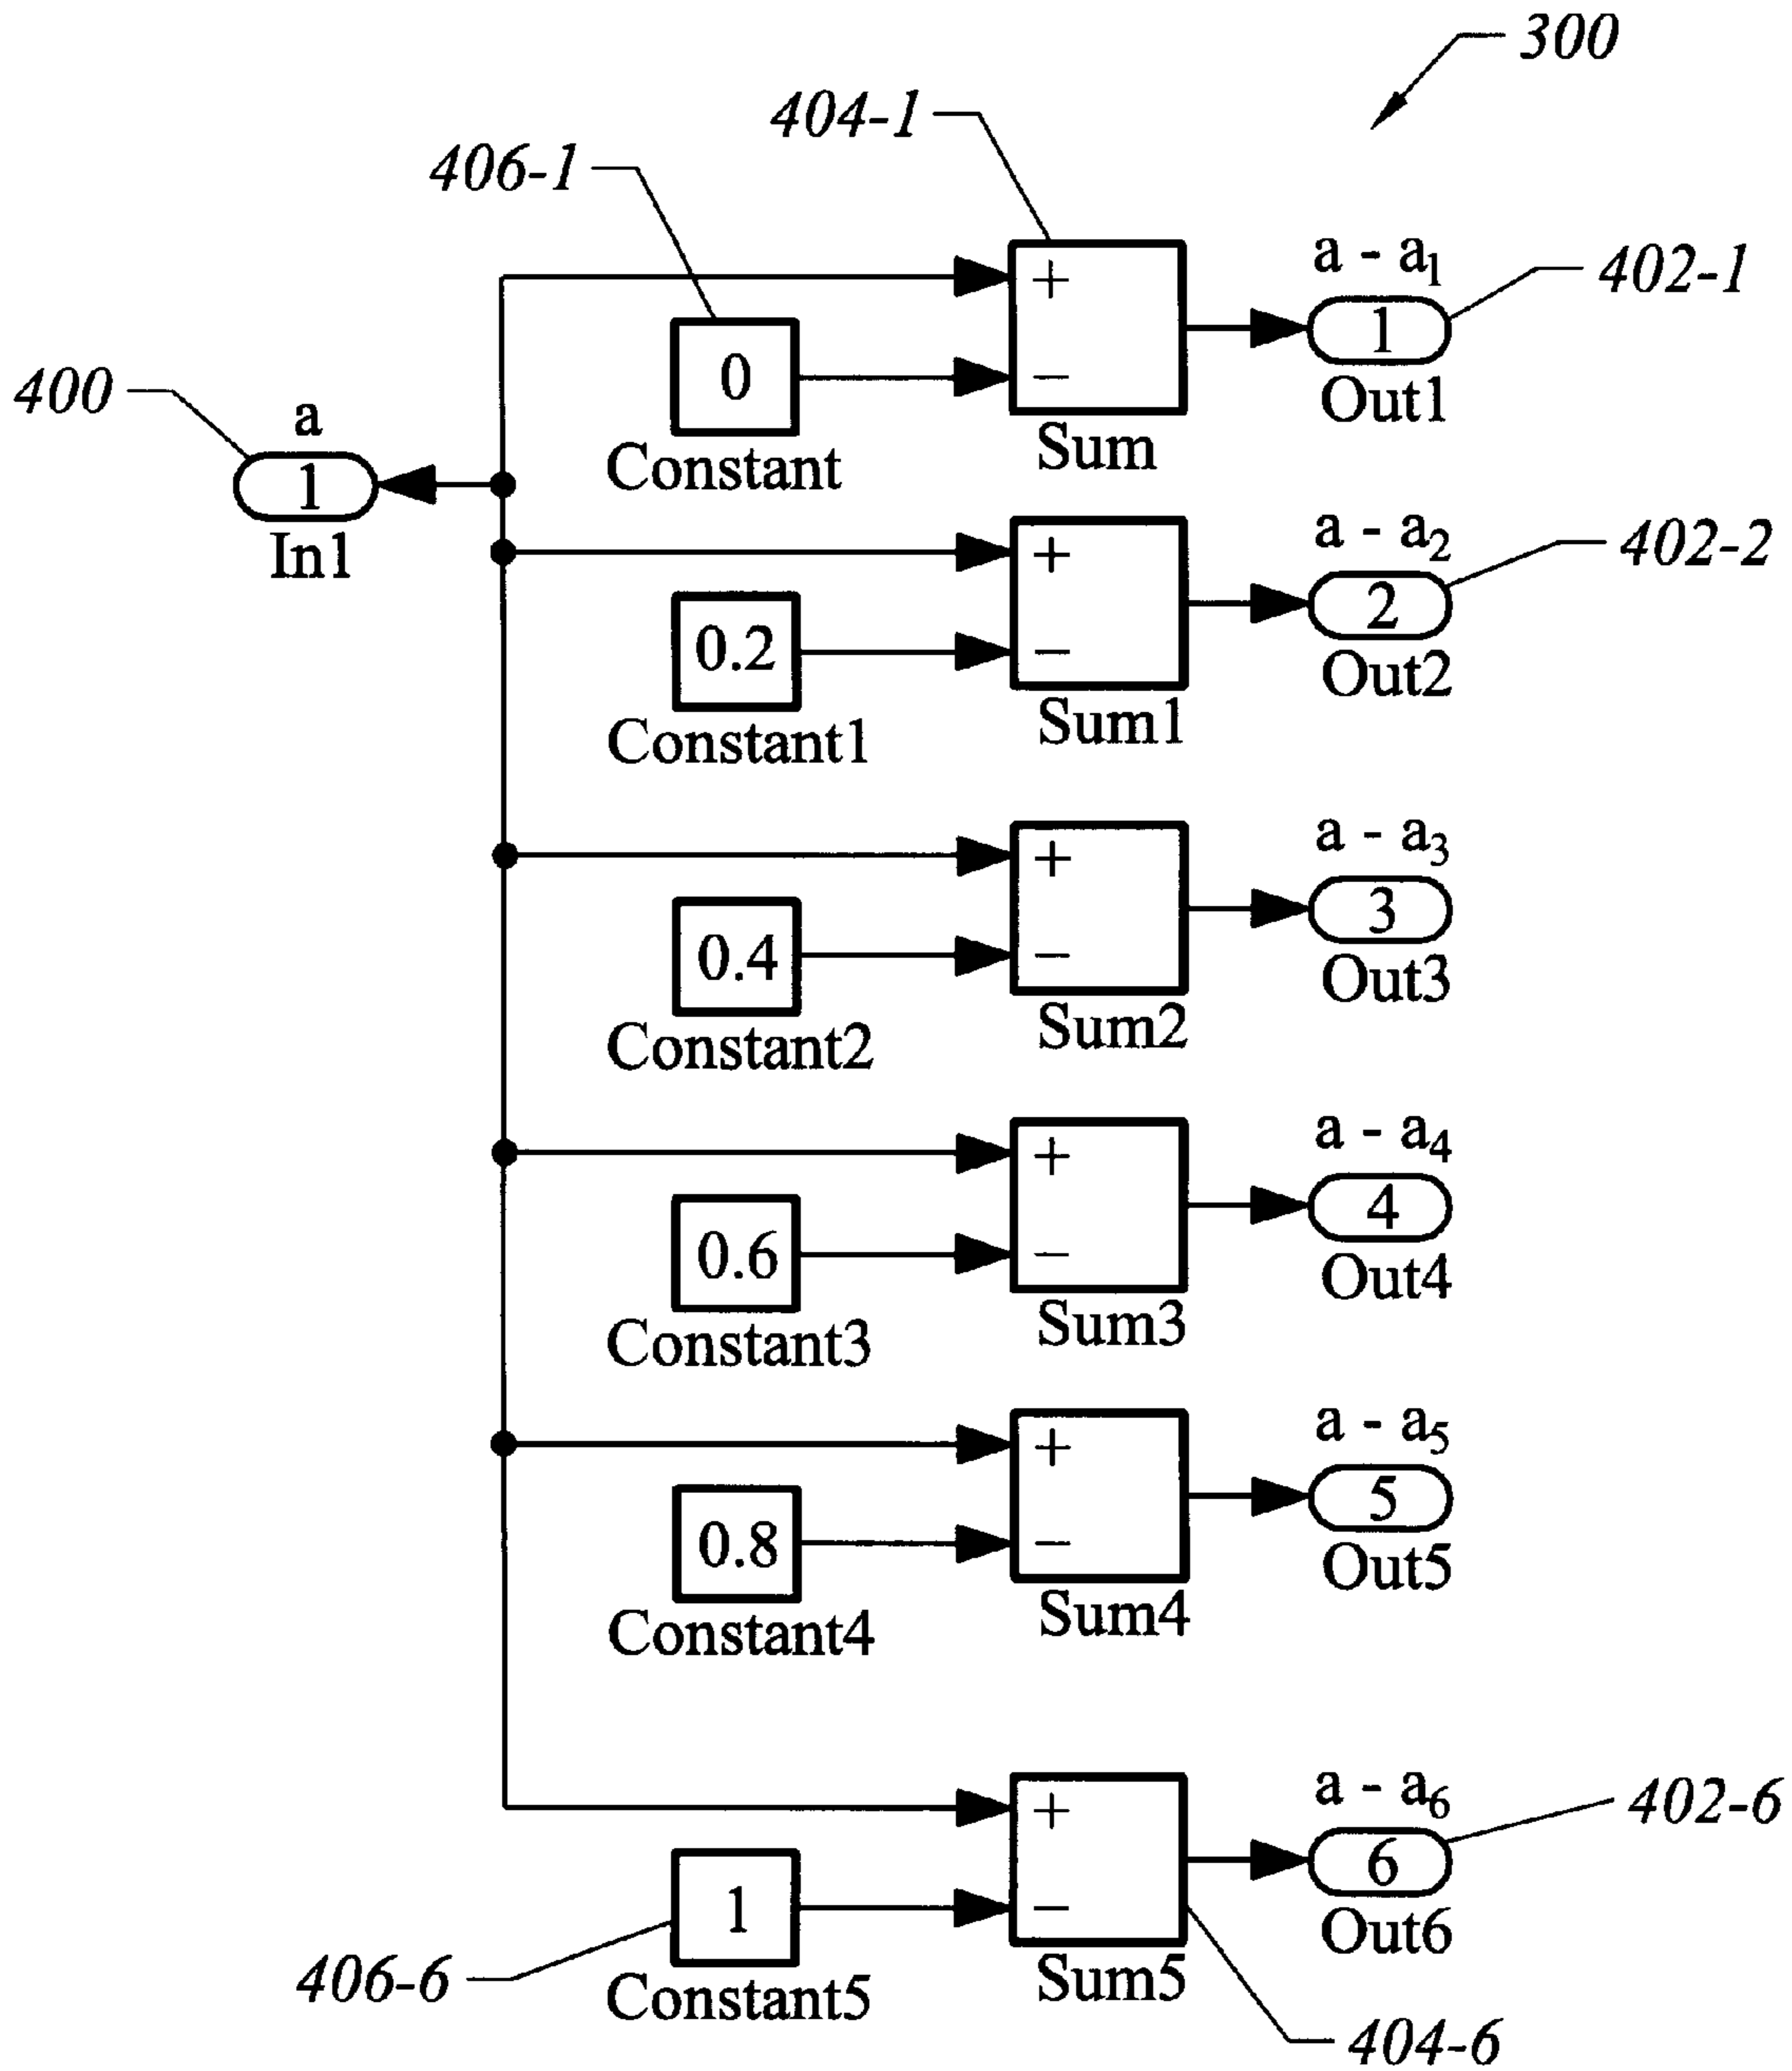 300
404-1
406-1
a - a₁
402-1
+
1
0
−
Out1
400
a
Constant
Sum
1
In1
a - a₂
402-2
+
2
0.2
−
Out2
Constant1
Sum1
a - a₃
+
3
0.4
−
Out3
Constant2
Sum2
a - a₄
+
4
0.6
−
Out4
Constant3
Sum3
a - a₅
+
5
0.8
−
Out5
Constant4
Sum4
a - a₆
402-6
+
6
1
−
Out6
406-6
Constant5
Sum5
404-6